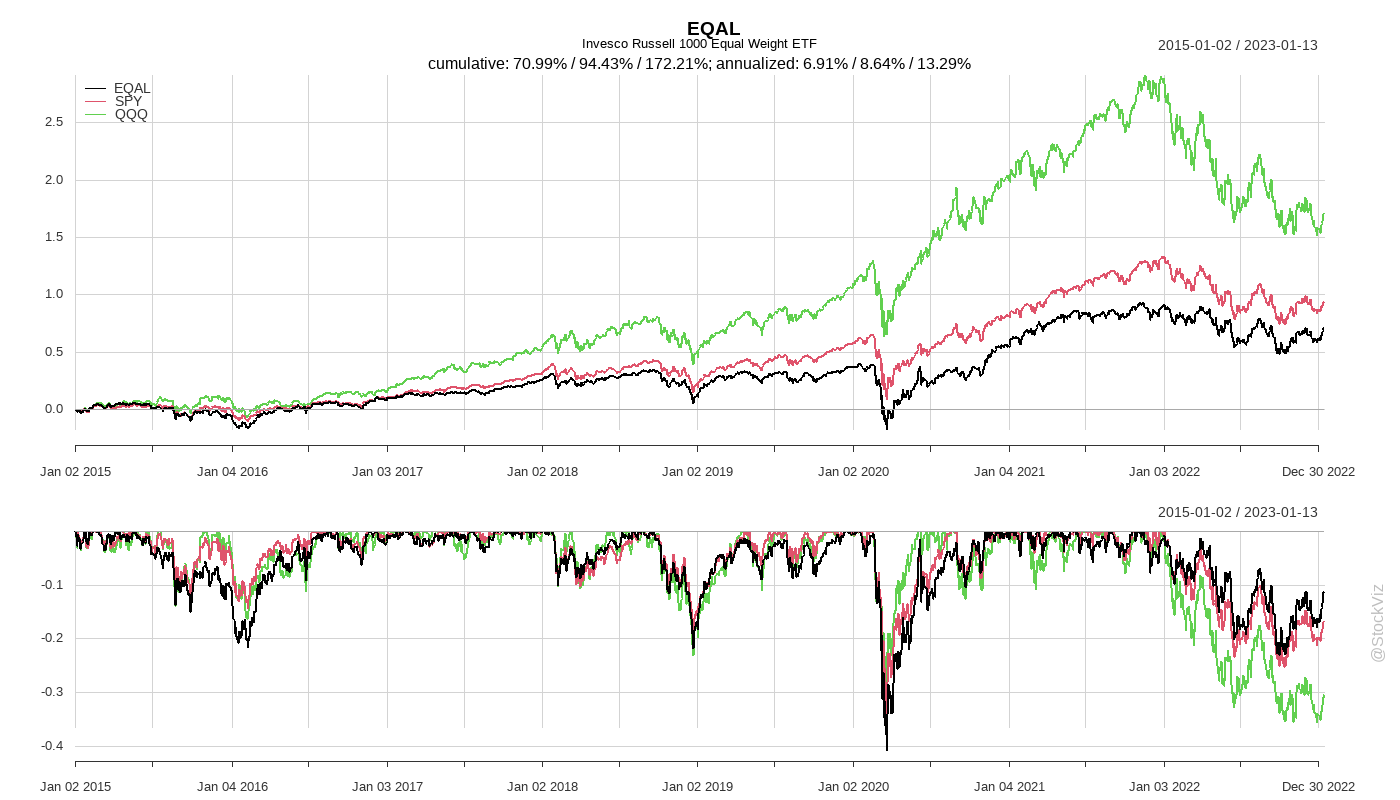 EQAL
Invesco Russell 1000 Equal Weight ETF
2015-01-02 / 2023-01-13
cumulative: 70.99% / 94.43% / 172.21%; annualized: 6.91% / 8.64% / 13.29%
EQAL
SPY
QQQ
2.5
2.0
1.5
1.0
0.5
0.0
Jan 02 2015 Jan 04 2016 Jan 03 2017 Jan 02 2018 Jan 02 2019 Jan 02 2020 Jan 04 2021 Jan 03 2022 Dec 30 2022
2015-01-02 / 2023-01-13
-0.1
-0.2
-0.3
-0.4
Jan 02 2015 Jan 04 2016 Jan 03 2017 Jan 02 2018 Jan 02 2019 Jan 02 2020 Jan 04 2021 Jan 03 2022 Dec 30 2022
@StockViz